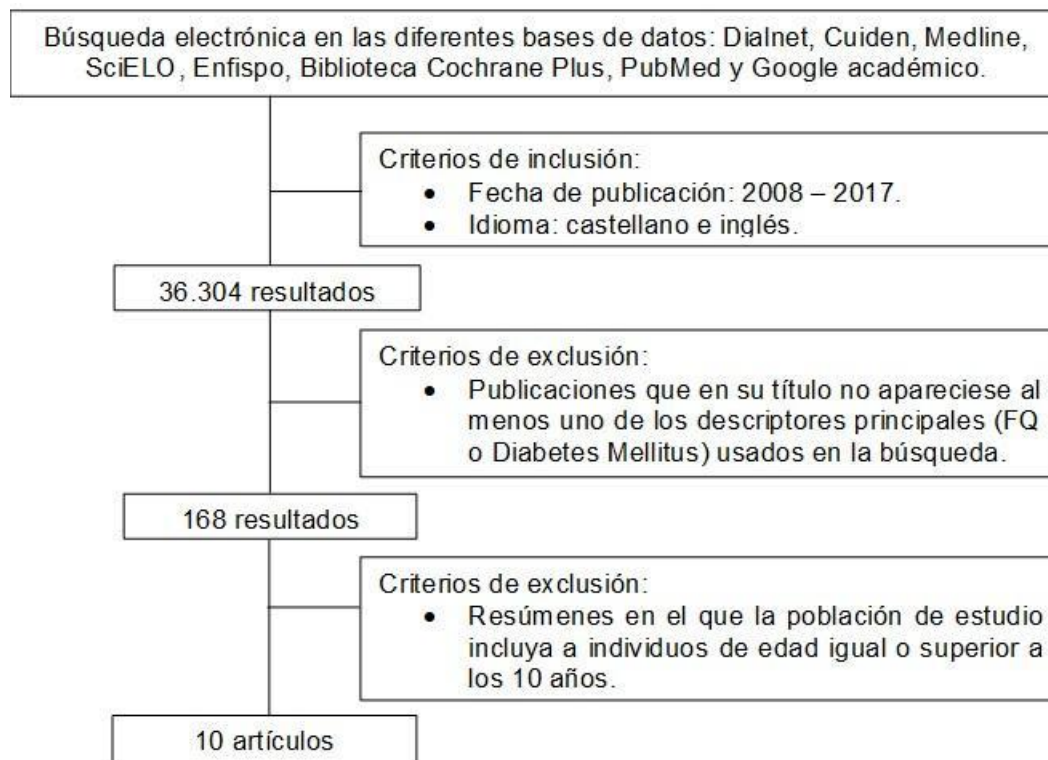 Búsqueda electrónica en las diferentes bases de datos: Dialnet, Cuiden, Medline,
SciELO, Enfispo, Biblioteca Cochrane Plus, PubMed y Google académico.
Criterios de inclusión:
• Fecha de publicación: 2008 – 2017.
• Idioma: castellano e inglés.
36.304 resultados
Criterios de exclusión:
• Publicaciones que en su título no apareciese al
menos uno de los descriptores principales (FQ
o Diabetes Mellitus) usados en la búsqueda.
168 resultados
Criterios de exclusión:
• Resúmenes en el que la población de estudio
incluya a individuos de edad igual o superior a
los 10 años.
10 artículos